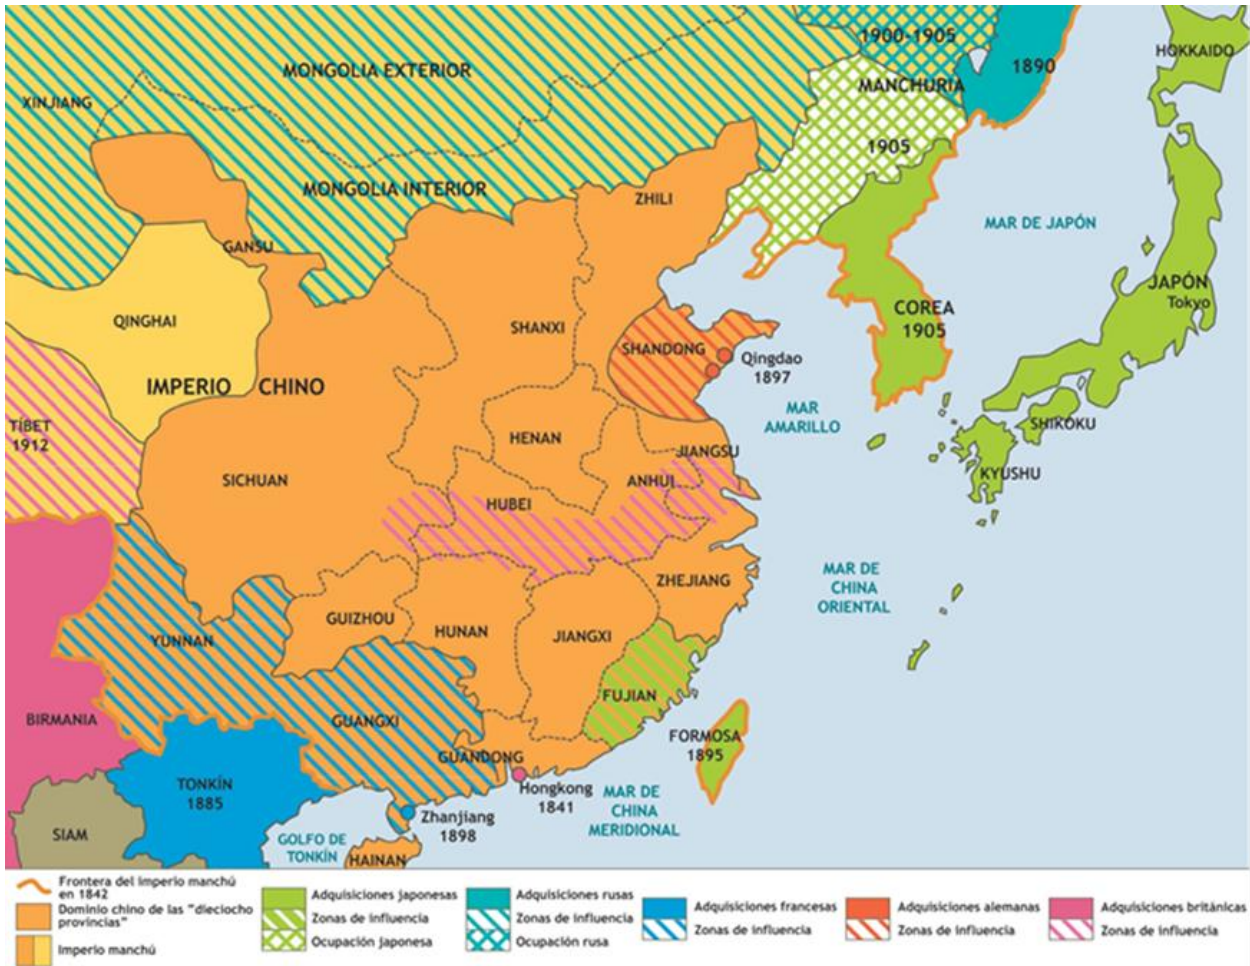 1900-1905
HOKKAIDO
MONGOLIA EXTERIOR
1890
XINJIANG
MANCHURIA
1905
MONGOLIA INTERIOR
ZHILI
MAR DE JAPÓN
GANSU
JAPÓN
Tokyo
QINGHAI
SHANXI
COREA
1905
SHANDONG
Qingdao
1897
IMPERIO CHINO
MAR
AMARILLO
TÍBET
1912
SHIKOKU
HENAN
JIANGSU
KYUSHU
SICHUAN
ANHUI
HUBEI
MAR DE
CHINA
ORIENTAL
ZHEJIANG
GUIZHOU
HUNAN
JIANGXI
YUNNAN
FUJIAN
BIRMANIA
GUANGXI
FORMOSA
1895
GUANDONG
TONKÍN
1885
Hongkong
1841
MAR DE
CHINA
MERIDIONAL
Zhanjiang
1898
SIAM
GOLFO DE
TONKÍN
HAINAN
Frontera del imperio manchú
en 1842
Dominio chino de las "dieciocho
provincias"
Imperio manchú
Adquisiciones japonesas
Zonas de influencia
Ocupación japonesa
Adquisiciones rusas
Zonas de influencia
Ocupación rusa
Adquisiciones francesas
Zonas de influencia
Adquisiciones alemanas
Zonas de influencia
Adquisiciones británicas
Zonas de influencia